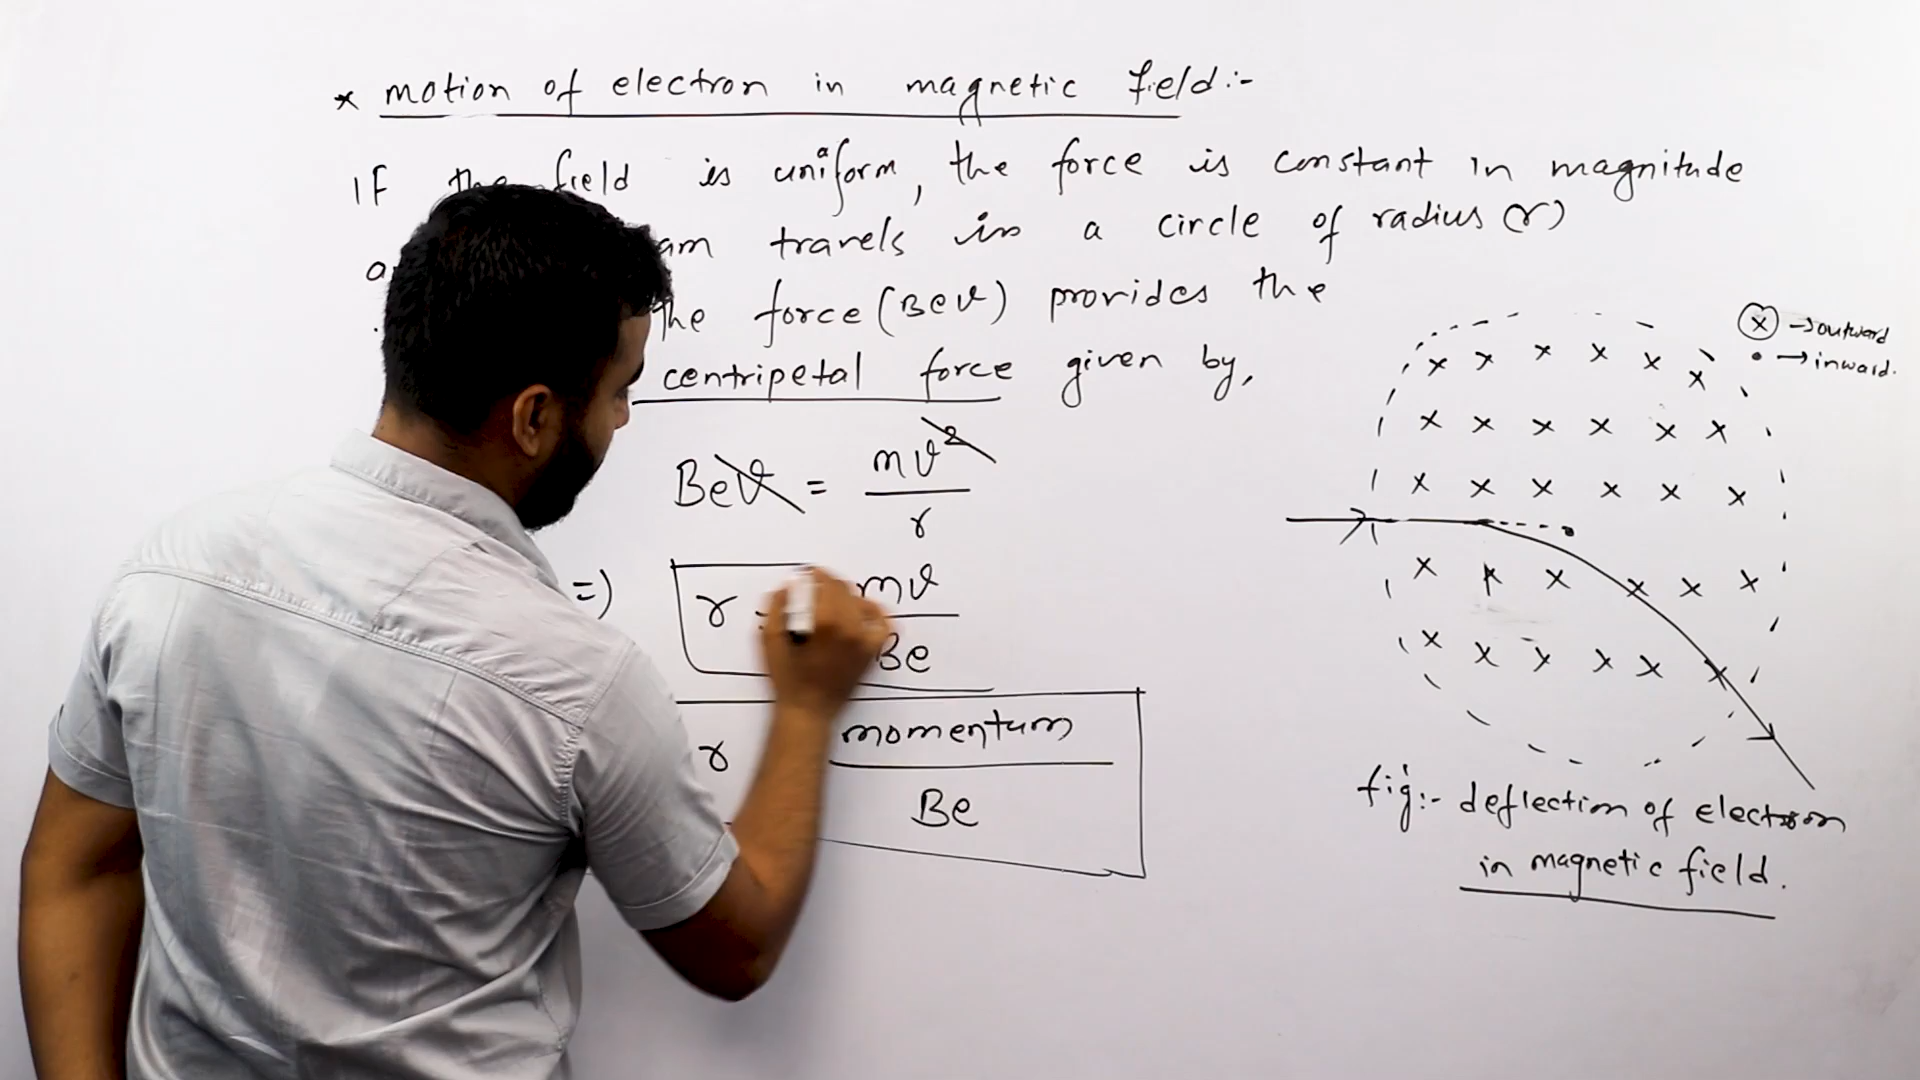 * motion of electron in magnetic field:-
If the field is uniform, the force is constant in magnitude
travels in a circle of radius (r)
the force (Bev) provides the
centripetal force given by,
Bev = mv²/r
=) r = mv/Be
r momentum/Be
ⓧ → outward
• → inward.
x x x x x x
x x x x x x
x x x x x x
x x x x x x
x x x x x x
fig:- deflection of electron
in magnetic field.